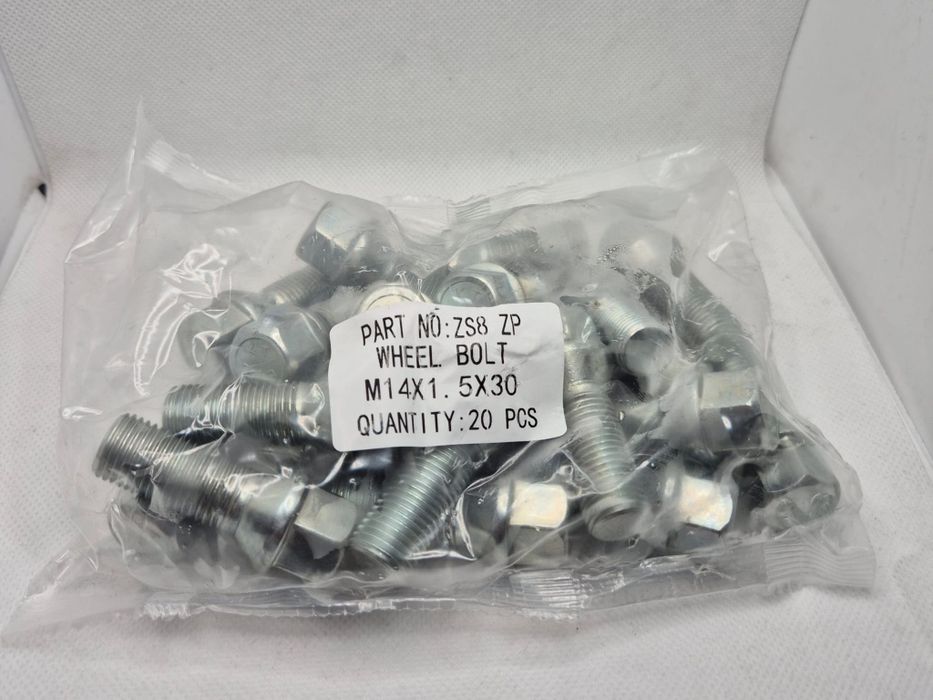 PART NO:ZS8 ZP
WHEEL BOLT
M14X1.5X30
QUANTITY:20 PCS